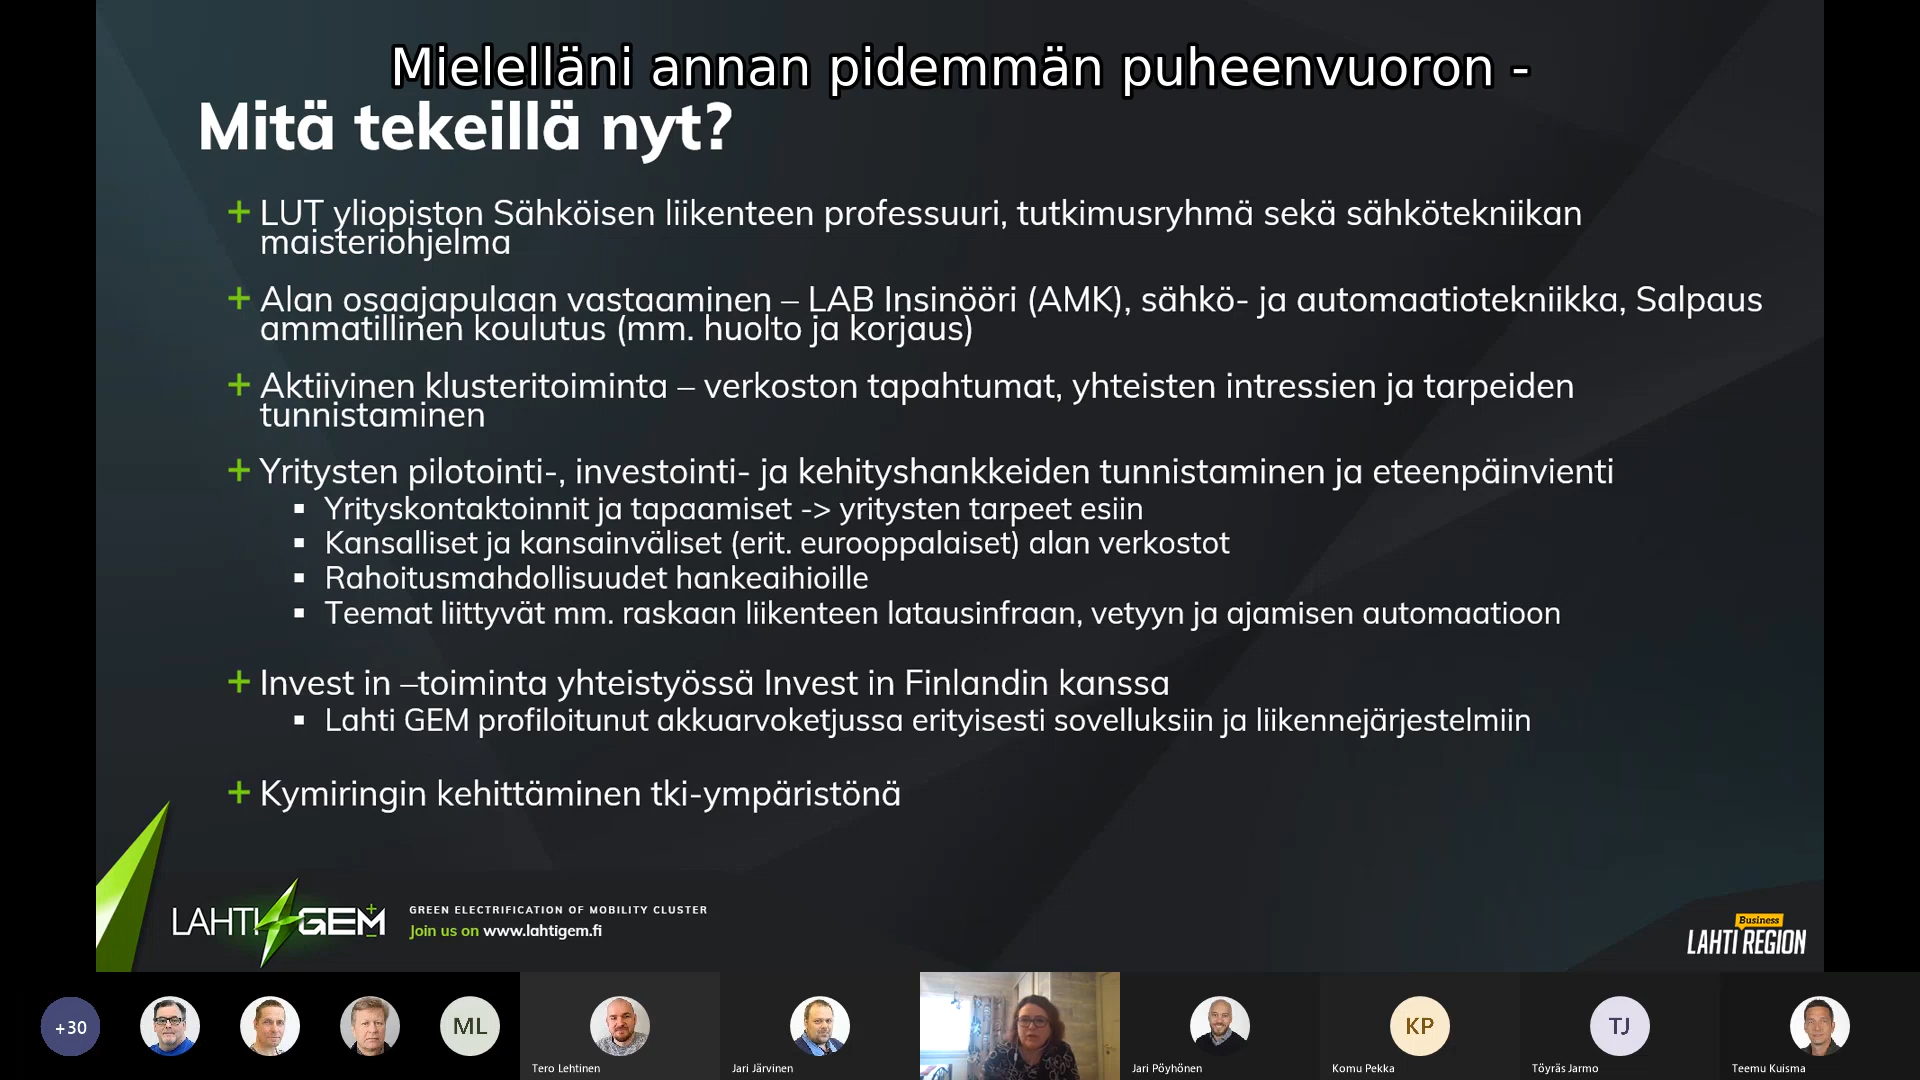 Mielelläni annan pidemmän puheenvuoron -
Mitä tekeillä nyt?
+ LUT yliopiston Sähköisen liikenteen professuuri, tutkimusryhmä sekä sähkötekniikan
maisteriohjelma
+ Alan osaajapulaan vastaaminen – LAB Insinööri (AMK), sähkö- ja automaatiotekniikka, Salpaus
ammatillinen koulutus (mm. huolto ja korjaus)
+ Aktiivinen klusteritoiminta – verkoston tapahtumat, yhteisten intressien ja tarpeiden
tunnistaminen
+ Yritysten pilotointi-, investointi- ja kehityshankkeiden tunnistaminen ja eteenpäinvienti
▪ Yrityskontaktoinnit ja tapaamiset -> yritysten tarpeet esiin
▪ Kansalliset ja kansainväliset (erit. eurooppalaiset) alan verkostot
▪ Rahoitusmahdollisuudet hankeaihioille
▪ Teemat liittyvät mm. raskaan liikenteen latausinfraan, vetyyn ja ajamisen automaatioon
+ Invest in –toiminta yhteistyössä Invest in Finlandin kanssa
▪ Lahti GEM profiloitunut akkuarvoketjussa erityisesti sovelluksiin ja liikennejärjestelmiin
+ Kymiringin kehittäminen tki-ympäristönä
LAHTI GEM
GREEN ELECTRIFICATION OF MOBILITY CLUSTER
Join us on www.lahtigem.fi
Business
LAHTI REGION
+30
ML
KP
TJ
Tero Lehtinen
Jari Järvinen
Jari Pöyhönen
Komu Pekka
Töyräs Jarmo
Teemu Kuisma